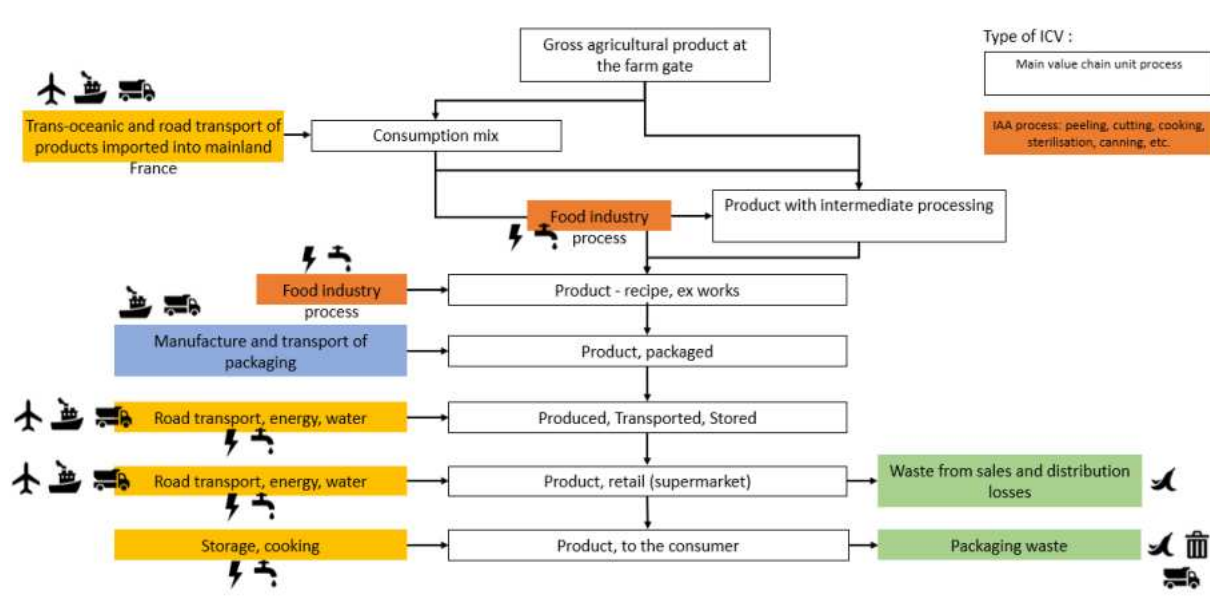 Gross agricultural product at
the farm gate
Type of ICV :
Main value chain unit process
IAA process: peeling, cutting, cooking,
sterilisation, canning, etc.
Trans-oceanic and road transport of
products imported into mainland
France
Consumption mix
Product with intermediate processing
Food industry
process
Food industry
process
Product - recipe, ex works
Manufacture and transport of
packaging
Product, packaged
Road transport, energy, water
Produced, Transported, Stored
Road transport, energy, water
Product, retail (supermarket)
Waste from sales and distribution
losses
Storage, cooking
Product, to the consumer
Packaging waste